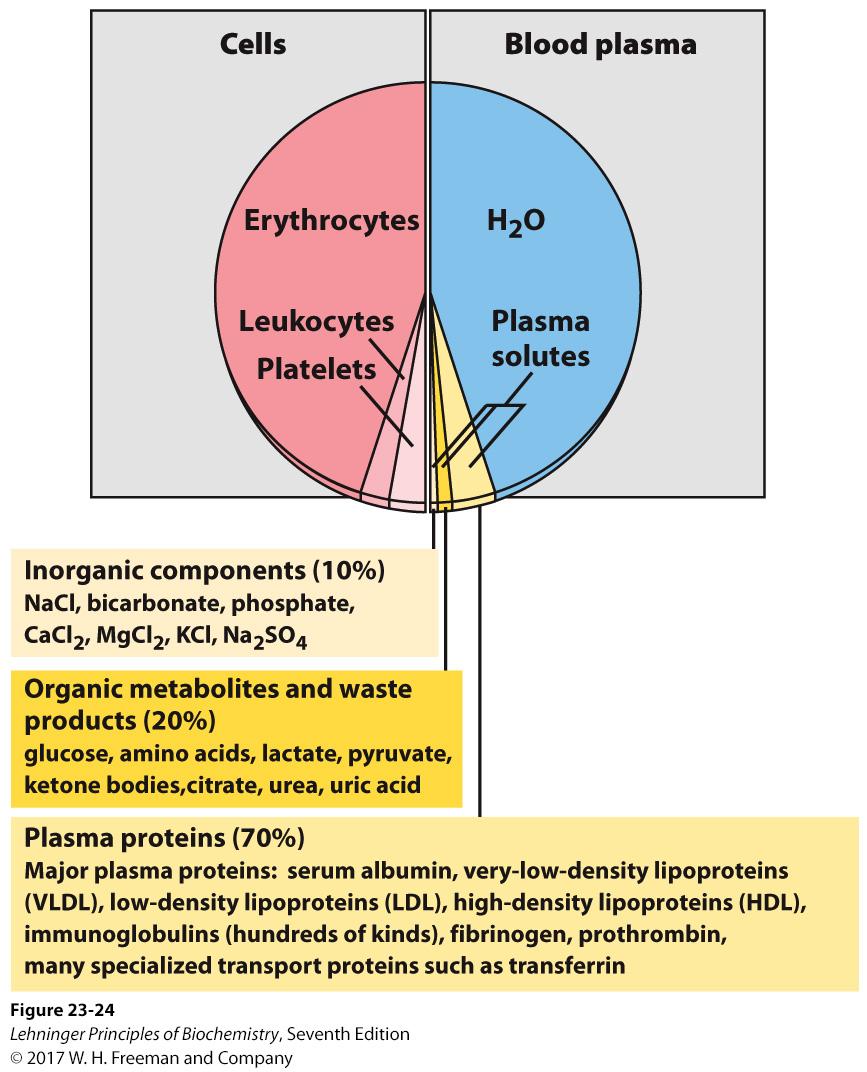 Cells
Blood plasma
Erythrocytes
H₂O
Leukocytes
Platelets
Plasma
solutes
Inorganic components (10%)
NaCl, bicarbonate, phosphate,
CaCl₂, MgCl₂, KCl, Na₂SO₄
Organic metabolites and waste
products (20%)
glucose, amino acids, lactate, pyruvate,
ketone bodies,citrate, urea, uric acid
Plasma proteins (70%)
Major plasma proteins: serum albumin, very-low-density lipoproteins
(VLDL), low-density lipoproteins (LDL), high-density lipoproteins (HDL),
immunoglobulins (hundreds of kinds), fibrinogen, prothrombin,
many specialized transport proteins such as transferrin
Figure 23-24
Lehninger Principles of Biochemistry, Seventh Edition
© 2017 W. H. Freeman and Company